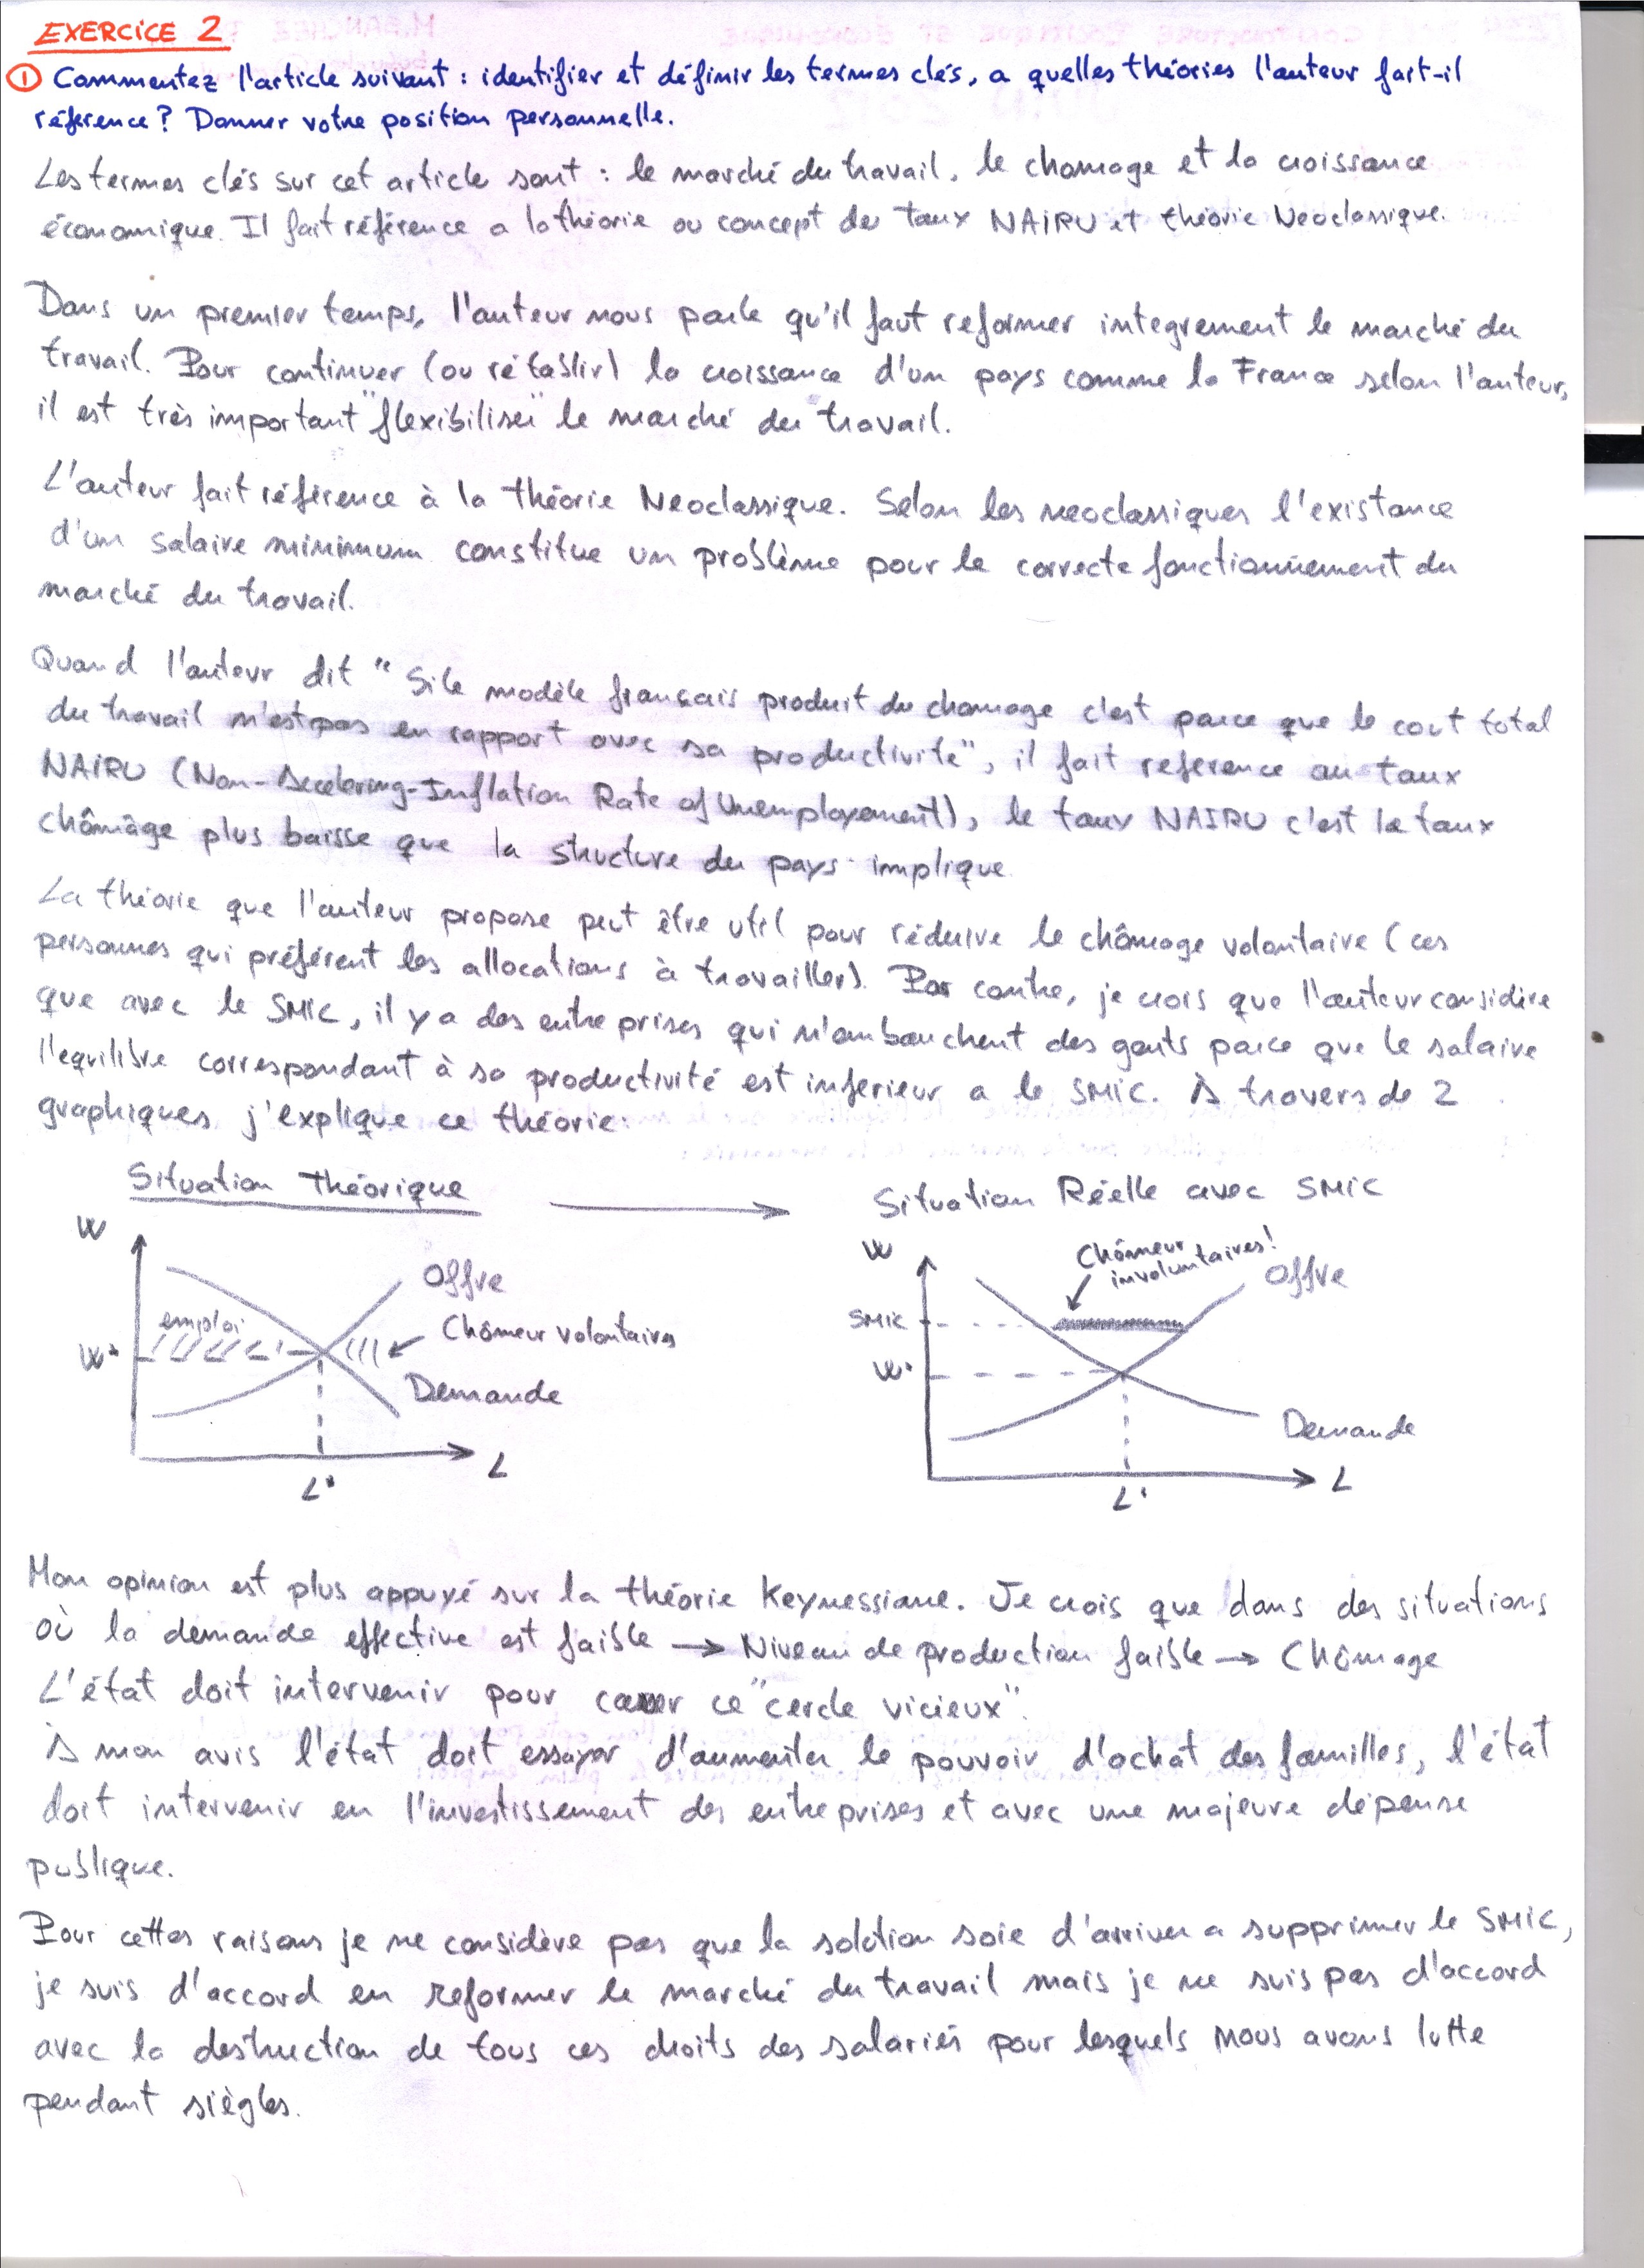 EXERCICE 2
① Commentez l'article suivant : identifier et définir les termes clés, a quelles théories l'auteur fait-il
référence? Donner votre position personnelle.
Les termes clés sur cet article sont : le marché du travail, le chomage et la croissance
économique. Il fait référence a la théorie ou concept de taux NAIRU et théorie Neoclassique.
Dans un premier temps, l'auteur nous parle qu'il faut reformer integrement le marché du
travail. Pour continuer (ou rétablir) la croissance d'un pays comme la France selon l'auteur,
il est très important "flexibiliser" le marché du travail.
L'auteur fait référence à la théorie Neoclassique. Selon les neoclassiques l'existance
d'un salaire minimum constitue un problème pour le correcte fonctionnement du
marché du travail.
Quand l'auteur dit "Si le modèle français produit du chomage c'est parce que le cout total
du travail n'est pas en rapport avec sa productivité", il fait reference au taux
NAIRU (Non-Accelering-Inflation Rate of Unemployement), le taux NAIRU c'est le taux
chômâge plus baisse que la structure du pays implique
La théorie que l'auteur propose peut être util pour réduire le chômage volontaire (ces
personnes qui préférent les allocations à travailler). Par contre, je crois que l'auteur considère
que avec le SMIC, il y a des entreprises qui n'embauchent des gents parce que le salaire
l'equilibre correspondant à sa productivité est inferieur a le SMIC. À travers de 2
graphiques j'explique ce théorie:
Situation théorique
Situation Réelle avec SMIC
W
Offre
emploi
Chômeur volontaires
W*
Demande
L
L*
W
Chômeur
involuntaires!
Offre
SMIC
W*
Demande
L
L*
Mon opinion est plus appuyé sur la théorie Keynessiane. Je crois que dans des situations
où la demande effective est faible → Niveau de production faible → Chômage
L'état doit intervenir pour ce "cercle vicieux".
À mon avis l'état doit essayer d'aumenter le pouvoir d'achat des familles, l'état
doit intervenir en l'investissement des entreprises et avec une majeure dépense
publique.
Pour cettes raisons je ne considère pas que la solution soie d'arriver a supprimer le SMIC,
je suis d'accord en reformer le marché du travail mais je ne suis pas d'accord
avec la destruction de tous ces droits des salariés pour lesquels nous avons lutte
pendant siègles.